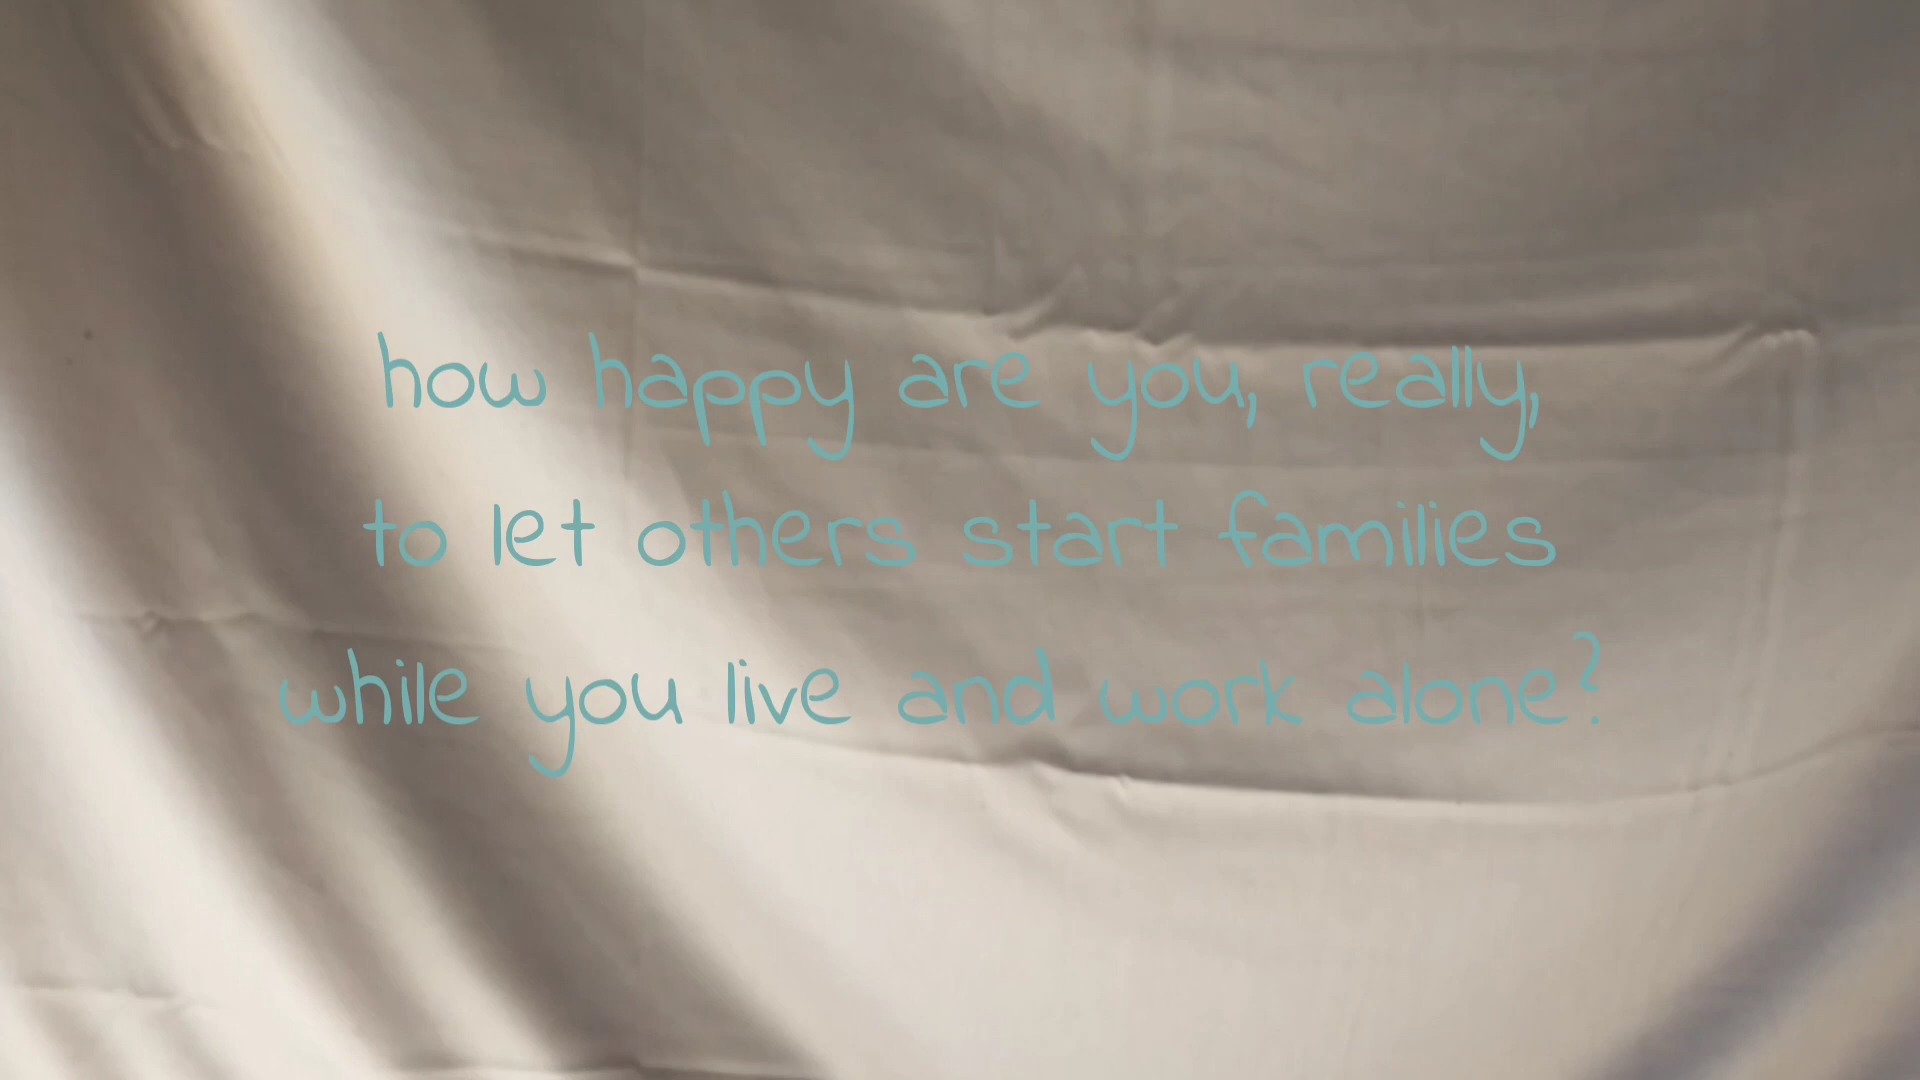 how happy are you, really,
to let others start families
while you live and work alone?